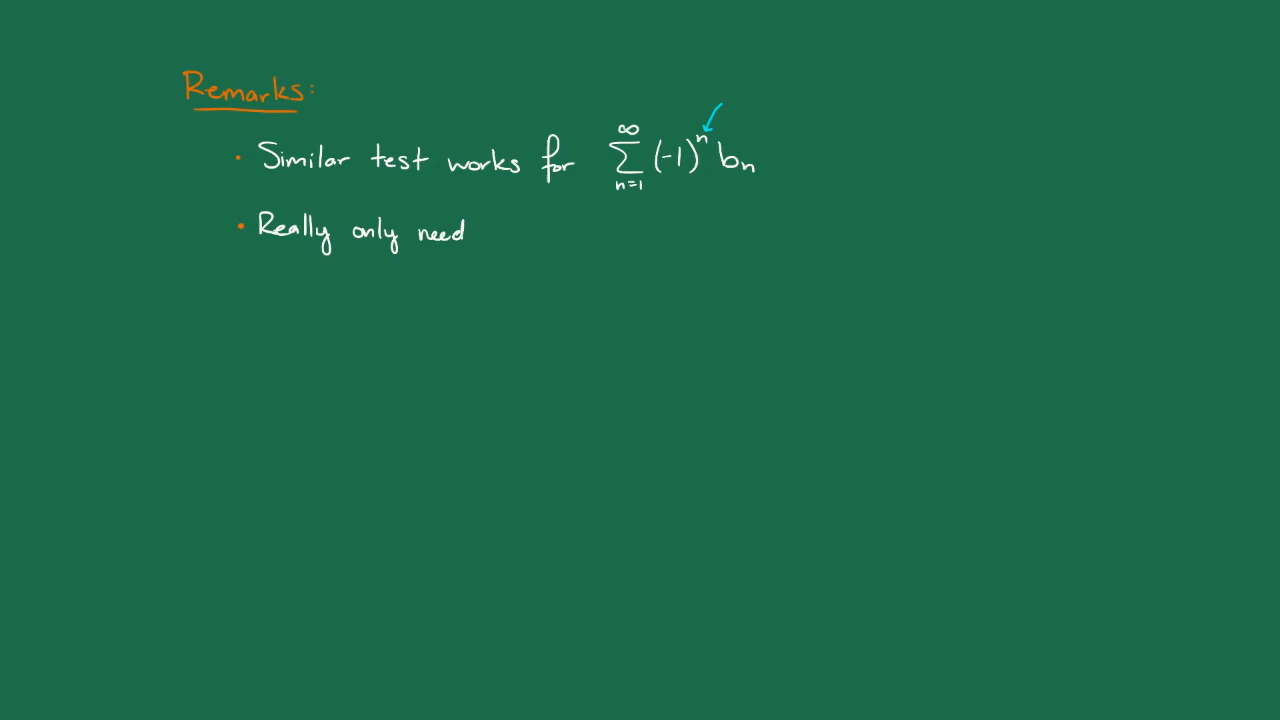 Remarks:
• Similar test works for ∑_{n=1}^{∞} (-1)^n b_n
• Really only need